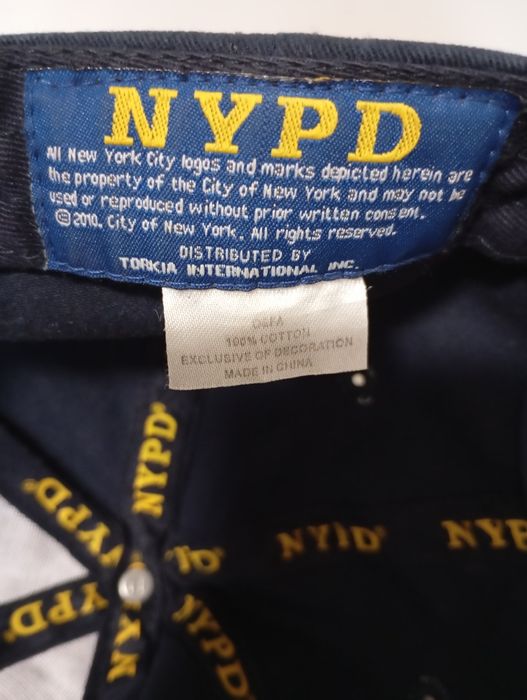 NYPD
All New York City logos and marks depicted herein are
the property of the City of New York and may not be
used or reproduced without prior written consent.
©2010. City of New York. All rights reserved.
DISTRIBUTED BY
TORKIA INTERNATIONAL INC.
100% COTTON
EXCLUSIVE OF DECORATION
MADE IN CHINA
NYPD®
NYPD®
NYPD®
NYPD
NYPD®